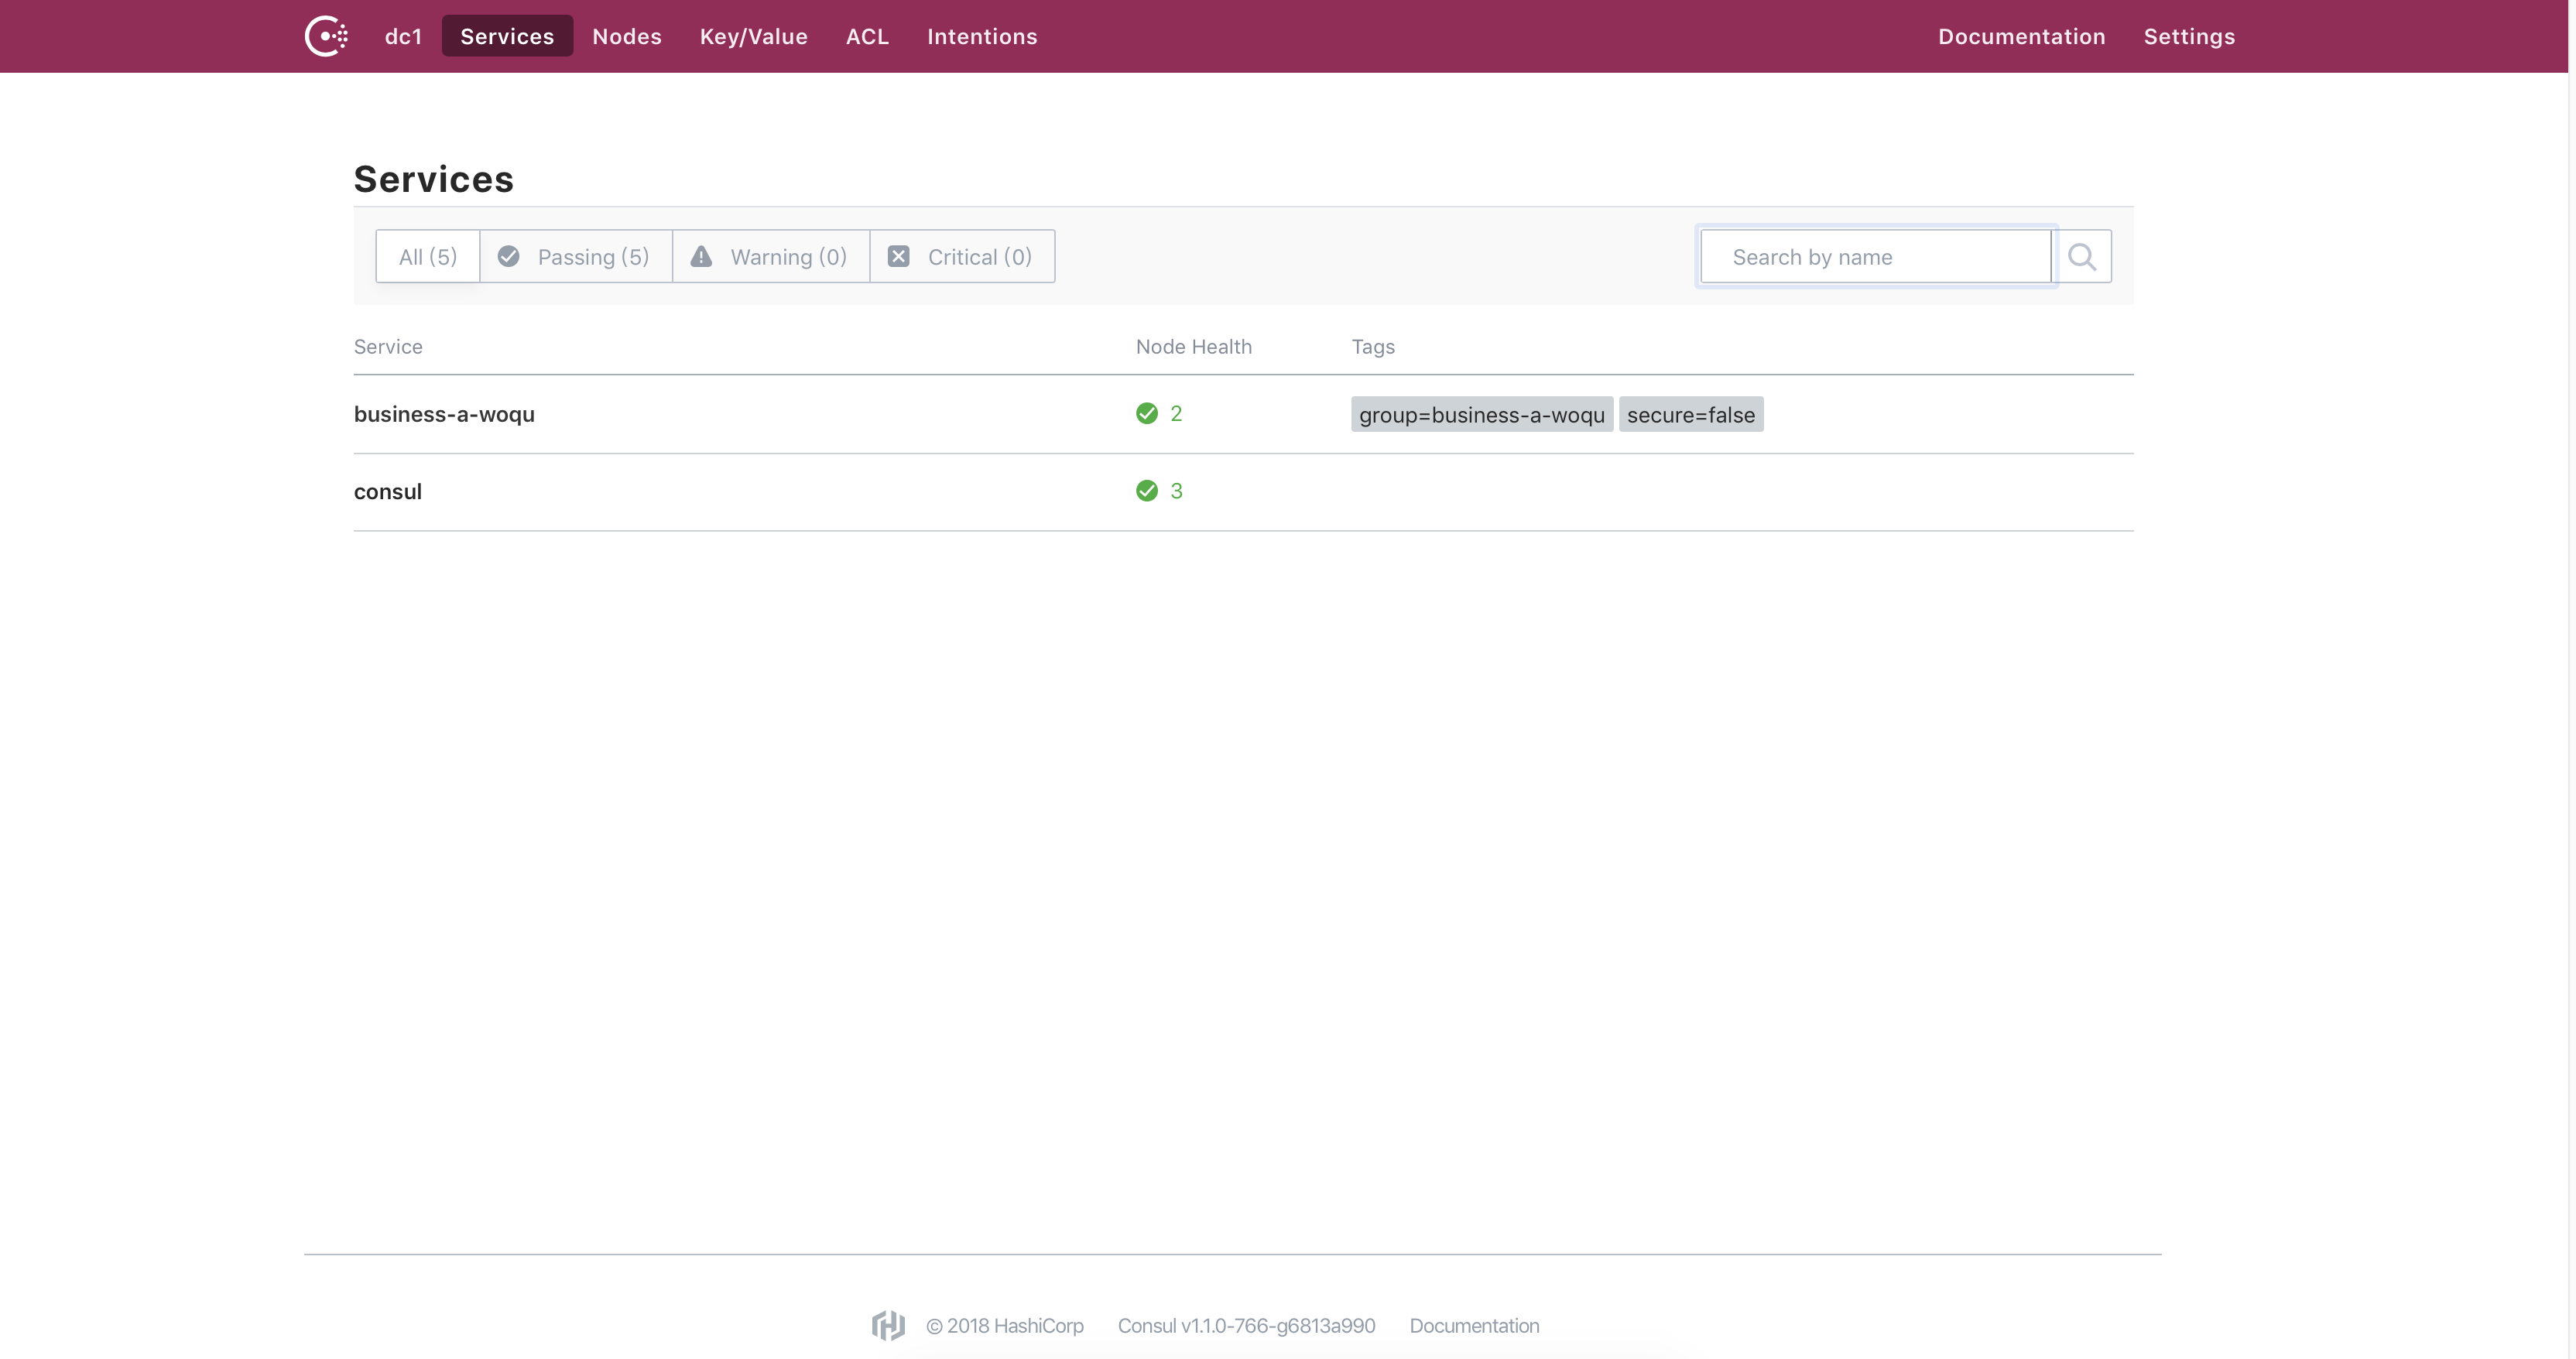 dc1 Services Nodes Key/Value ACL Intentions Documentation Settings
Services
All (5) Passing (5) Warning (0) Critical (0) Search by name
Service Node Health Tags
business-a-woqu 2 group=business-a-woqu secure=false
consul 3
© 2018 HashiCorp Consul v1.1.0-766-g6813a990 Documentation